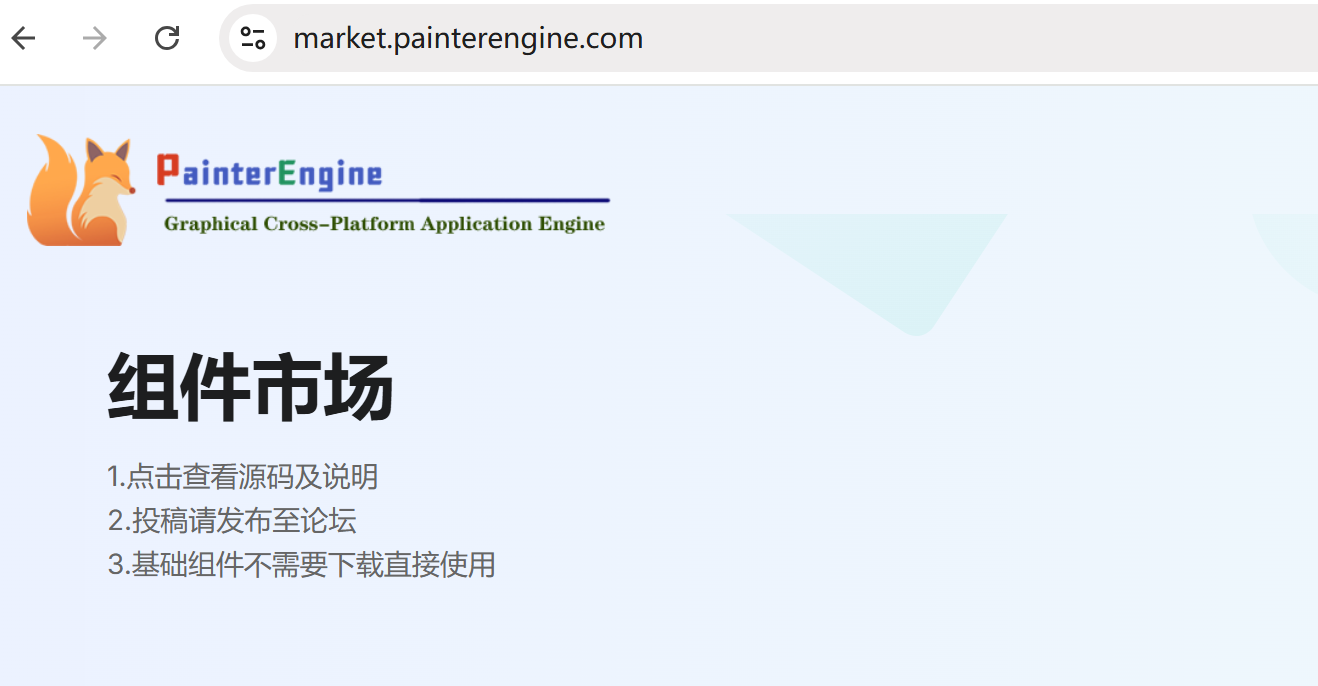 market.painterengine.com
PainterEngine
Graphical Cross-Platform Application Engine
组件市场
1.点击查看源码及说明
2.投稿请发布至论坛
3.基础组件不需要下载直接使用